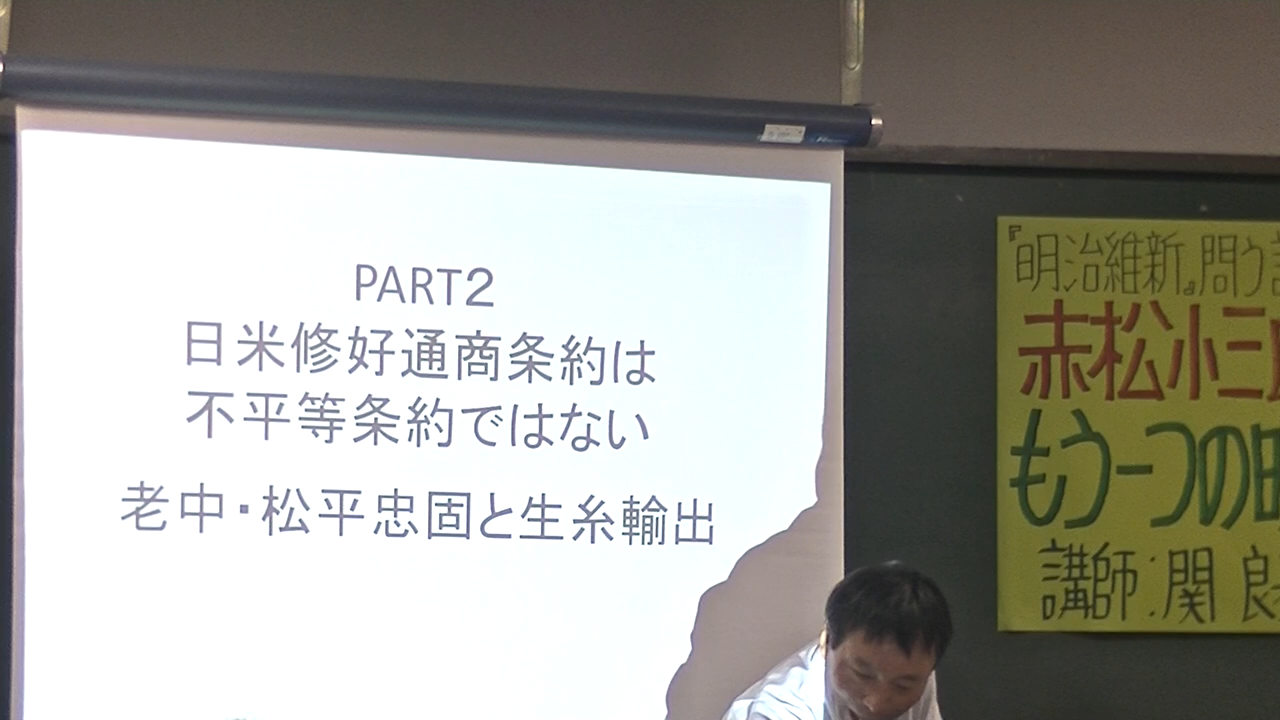 PART2
日米修好通商条約は
不平等条約ではない
老中・松平忠固と生糸輸出
『明治維新』問う
赤松小三
もう一つの
講師:関 良